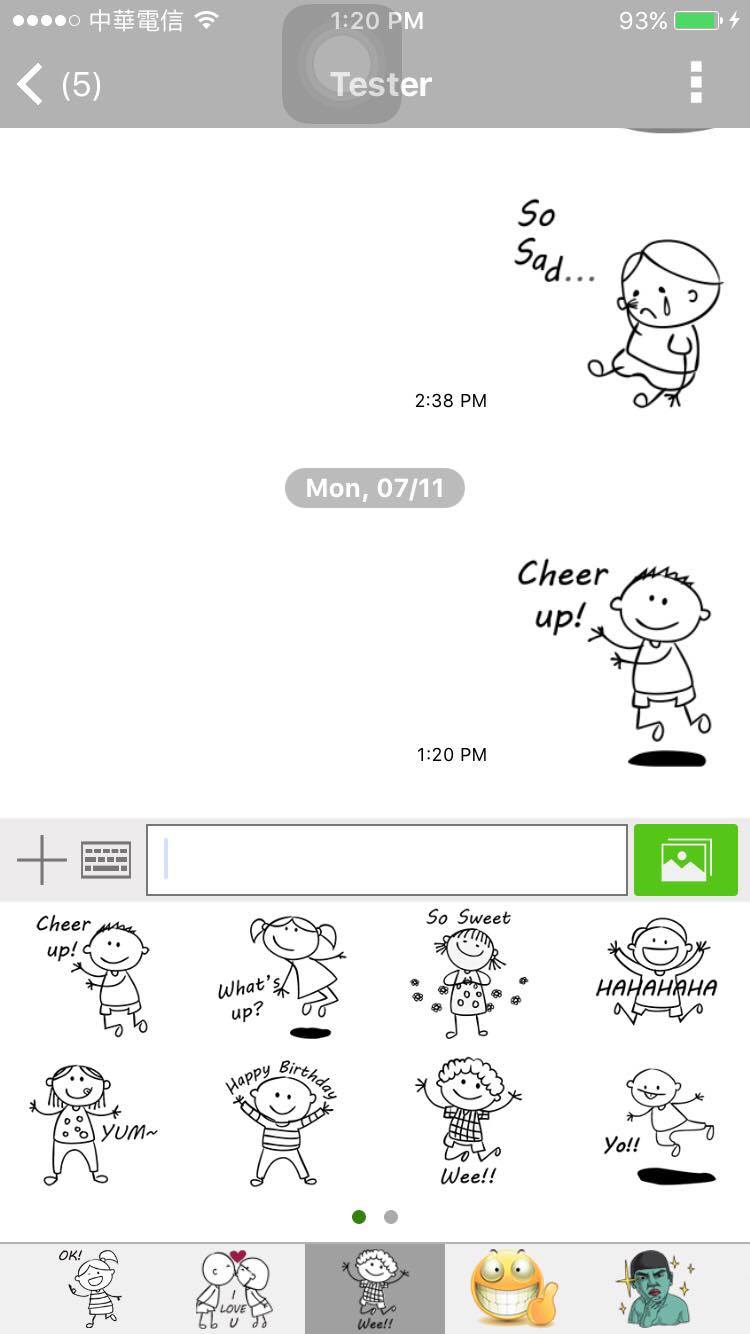 中華電信 1:20 PM 93%
(5) Tester
So
Sad...
2:38 PM
Mon, 07/11
Cheer
up!
1:20 PM
Cheer
up!
What's
up?
So Sweet
HAHAHAHA
YUM~
Happy Birthday
Wee!!
Yo!!
OK!
I
LOVE
U
Wee!!